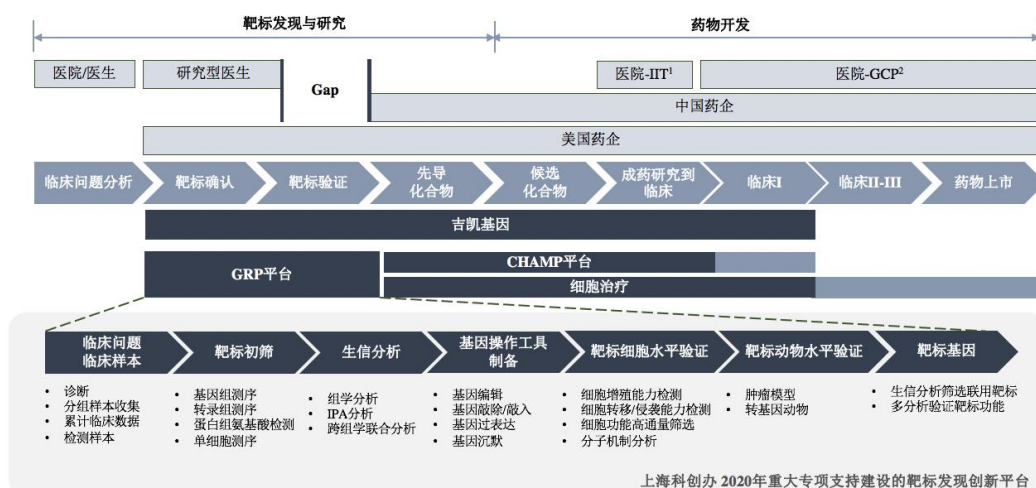 靶标发现与研究
药物开发
医院/医生
研究型医生
Gap
医院-IIT¹
医院-GCP²
中国药企
美国药企
临床问题分析
靶标确认
靶标验证
先导
化合物
候选
化合物
成药研究到
临床
临床I
临床II-III
药物上市
吉凯基因
GRP平台
CHAMP平台
细胞治疗
临床问题
临床样本
靶标初筛
生信分析
基因操作工具
制备
靶标细胞水平验证
靶标动物水平验证
靶标基因
• 诊断
• 分组样本收集
• 累计临床数据
• 检测样本
• 基因组测序
• 转录组测序
• 蛋白组氨基酸检测
• 单细胞测序
• 组学分析
• IPA分析
• 跨组学联合分析
• 基因编辑
• 基因敲除/敲入
• 基因过表达
• 基因沉默
• 细胞增殖能力检测
• 细胞转移/侵袭能力检测
• 细胞功能高通量筛选
• 分子机制分析
• 肿瘤模型
• 转基因动物
• 生信分析筛选联用靶标
• 多分析验证靶标功能
上海科创办 2020年重大专项支持建设的靶标发现创新平台